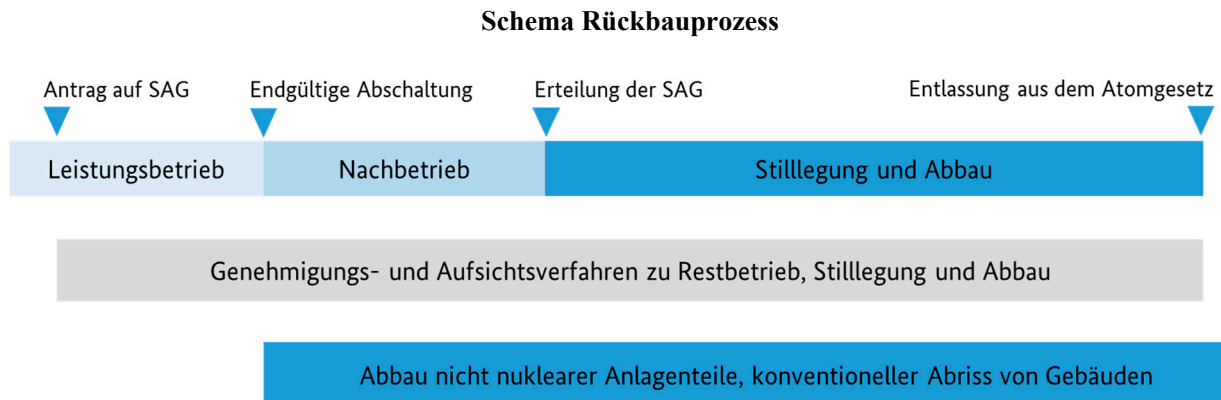 Schema Rückbauprozess
Antrag auf SAG
Endgültige Abschaltung
Erteilung der SAG
Entlassung aus dem Atomgesetz
Leistungsbetrieb
Nachbetrieb
Stilllegung und Abbau
Genehmigungs- und Aufsichtsverfahren zu Restbetrieb, Stilllegung und Abbau
Abbau nicht nuklearer Anlagenteile, konventioneller Abriss von Gebäuden